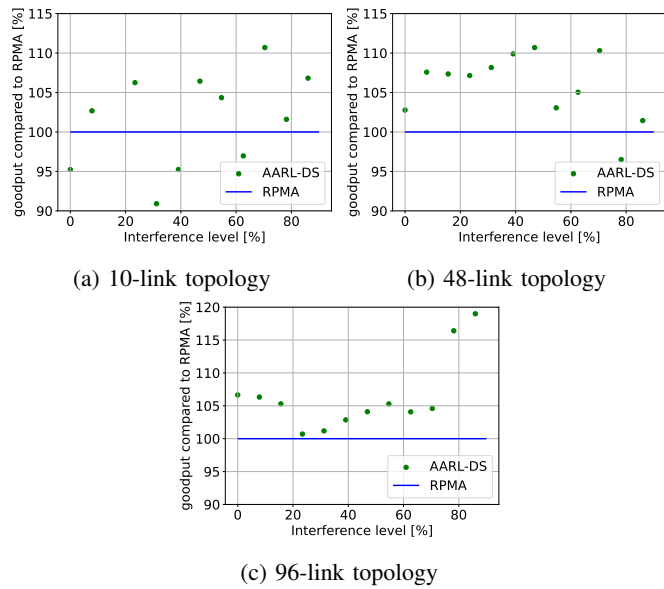 goodput compared to RPMA [%]
115
110
105
100
95
90
0 20 40 60 80
Interference level [%]
AARL-DS
RPMA
(a) 10-link topology
goodput compared to RPMA [%]
115
110
105
100
95
90
0 20 40 60 80
Interference level [%]
AARL-DS
RPMA
(b) 48-link topology
goodput compared to RPMA [%]
120
115
110
105
100
95
90
0 20 40 60 80
Interference level [%]
AARL-DS
RPMA
(c) 96-link topology